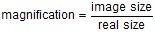 magnification = image size / real size